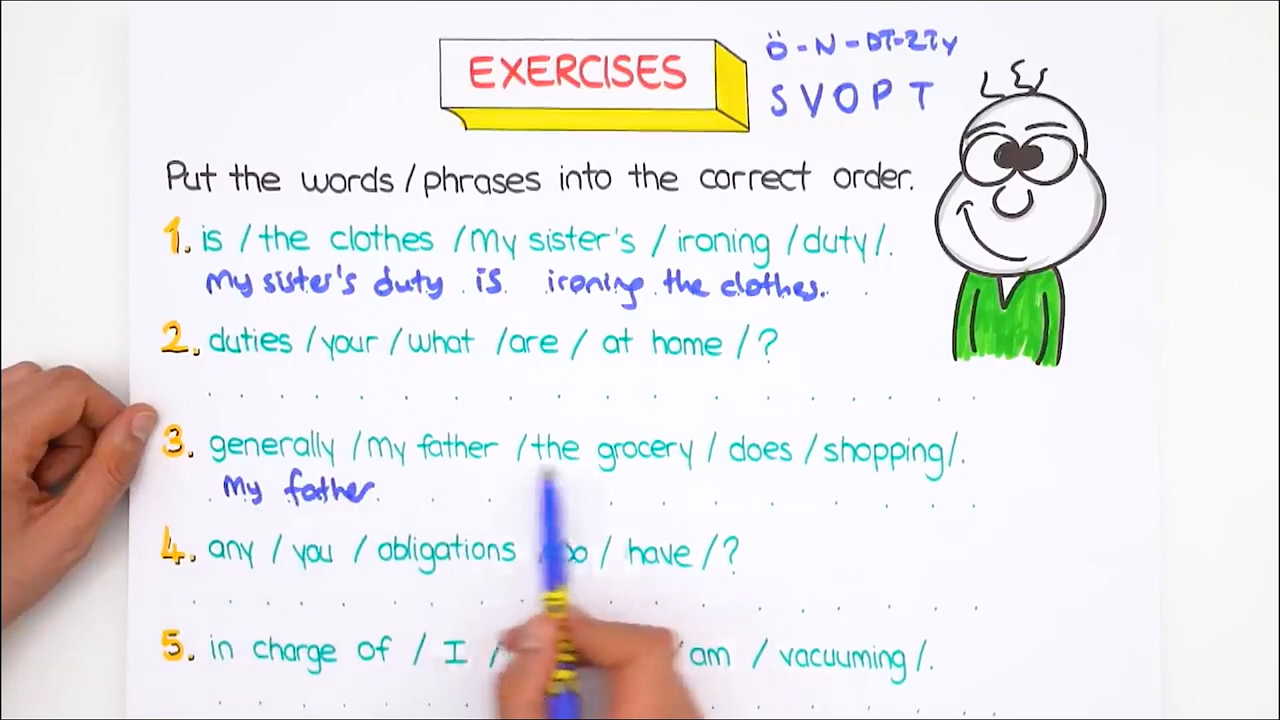 EXERCISES
Ö-N-DT-ZTY
SVOPT
Put the words / phrases into the correct order.
1. is / the clothes / My sister's / ironing / duty /.
My sister's duty is ironing the clothes.
2. duties / your / what / are / at home / ?
3. generally / My father / the grocery / does / shopping /.
My father
4. any / you / obligations / have / ?
5. in charge of / I / am / vacuuming /.